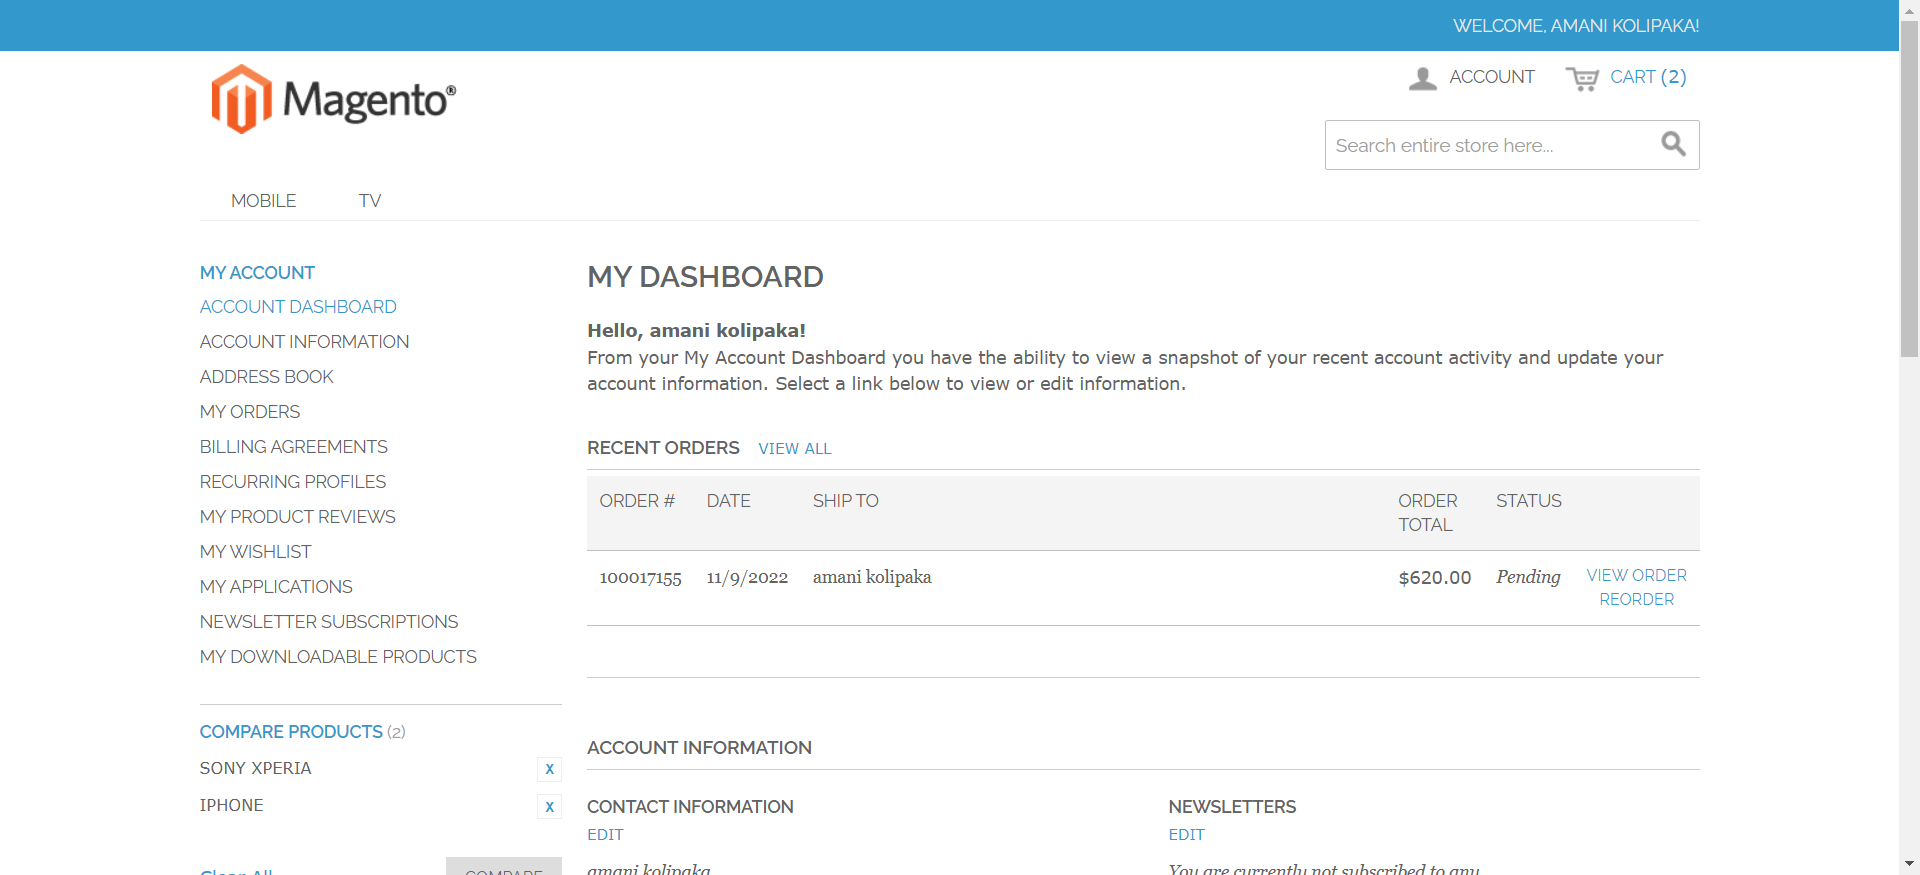 WELCOME, AMANI KOLIPAKA!
Magento®
ACCOUNT
CART (2)
Search entire store here...
MOBILE
TV
MY ACCOUNT
ACCOUNT DASHBOARD
ACCOUNT INFORMATION
ADDRESS BOOK
MY ORDERS
BILLING AGREEMENTS
RECURRING PROFILES
MY PRODUCT REVIEWS
MY WISHLIST
MY APPLICATIONS
NEWSLETTER SUBSCRIPTIONS
MY DOWNLOADABLE PRODUCTS
COMPARE PRODUCTS (2)
SONY XPERIA X
IPHONE X
Clear All COMPARE
MY DASHBOARD
Hello, amani kolipaka!
From your My Account Dashboard you have the ability to view a snapshot of your recent account activity and update your
account information. Select a link below to view or edit information.
RECENT ORDERS VIEW ALL
ORDER # DATE SHIP TO ORDER TOTAL STATUS
100017155 11/9/2022 amani kolipaka $620.00 Pending VIEW ORDER
REORDER
ACCOUNT INFORMATION
CONTACT INFORMATION
EDIT
amani kolipaka
NEWSLETTERS
EDIT
You are currently not subscribed to any